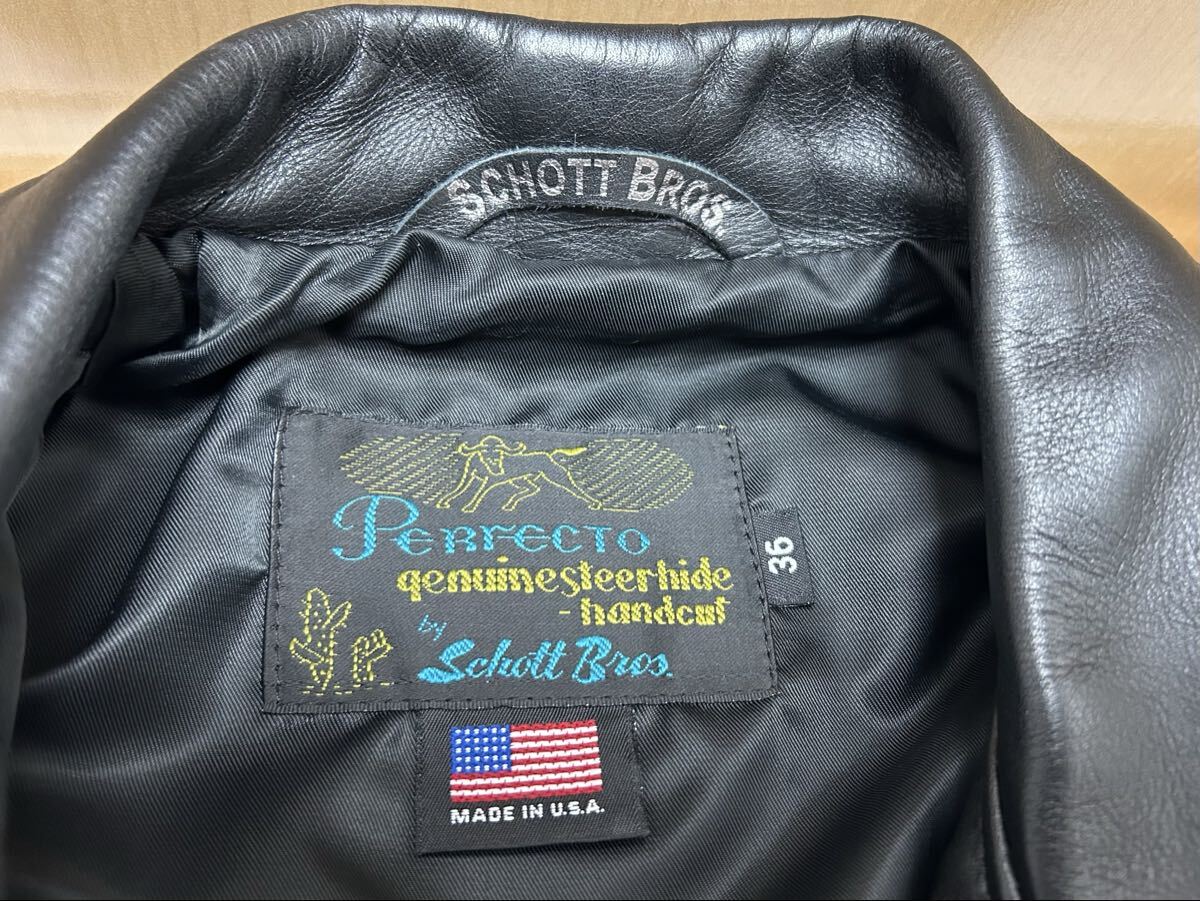 SCHOTT BROS.
PERFECTO
genuine steerhide
- handcut
by
Schott Bros.
36
MADE IN U.S.A.